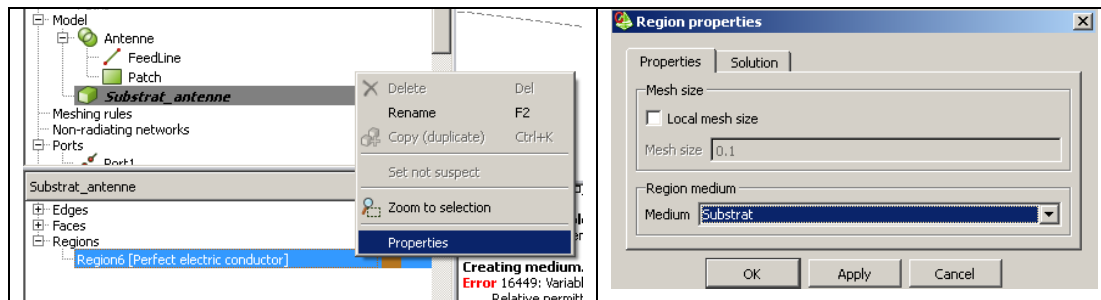 Model
Antenne
FeedLine
Patch
Substrat_antenne
Meshing rules
Non-radiating networks
Ports
Port1
Substrat_antenne
Edges
Faces
Regions
Region6 [Perfect electric conductor]
Delete Del
Rename F2
Copy (duplicate) Ctrl+K
Set not suspect
Zoom to selection
Properties
Creating medium.
Error 16449: Variabl
Relative permitt
Region properties
Properties Solution
Mesh size
Local mesh size
Mesh size 0.1
Region medium
Medium Substrat
OK Apply Cancel